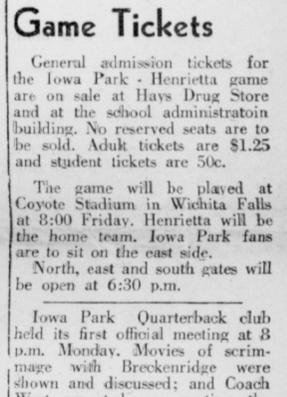 Game Tickets
General admission tickets for
the Iowa Park - Henrietta game
are on sale at Hays Drug Store
and at the school administratoin
building. No reserved seats are to
be sold. Aduk tickets are $1.25
and student tickets are 50c.
The game will be played at
Coyote Stadium in Wichita Falls
at 8:00 Friday. Henrietta will be
the home team. Iowa Park fans
are to sit on the east side.
North, east and south gates will
be open at 6:30 p.m.
Iowa Park Quarterback club
held its first official meeting at 8
p.m. Monday. Movies of scrim-
mage with Breckenridge were
shown and discussed; and Coach